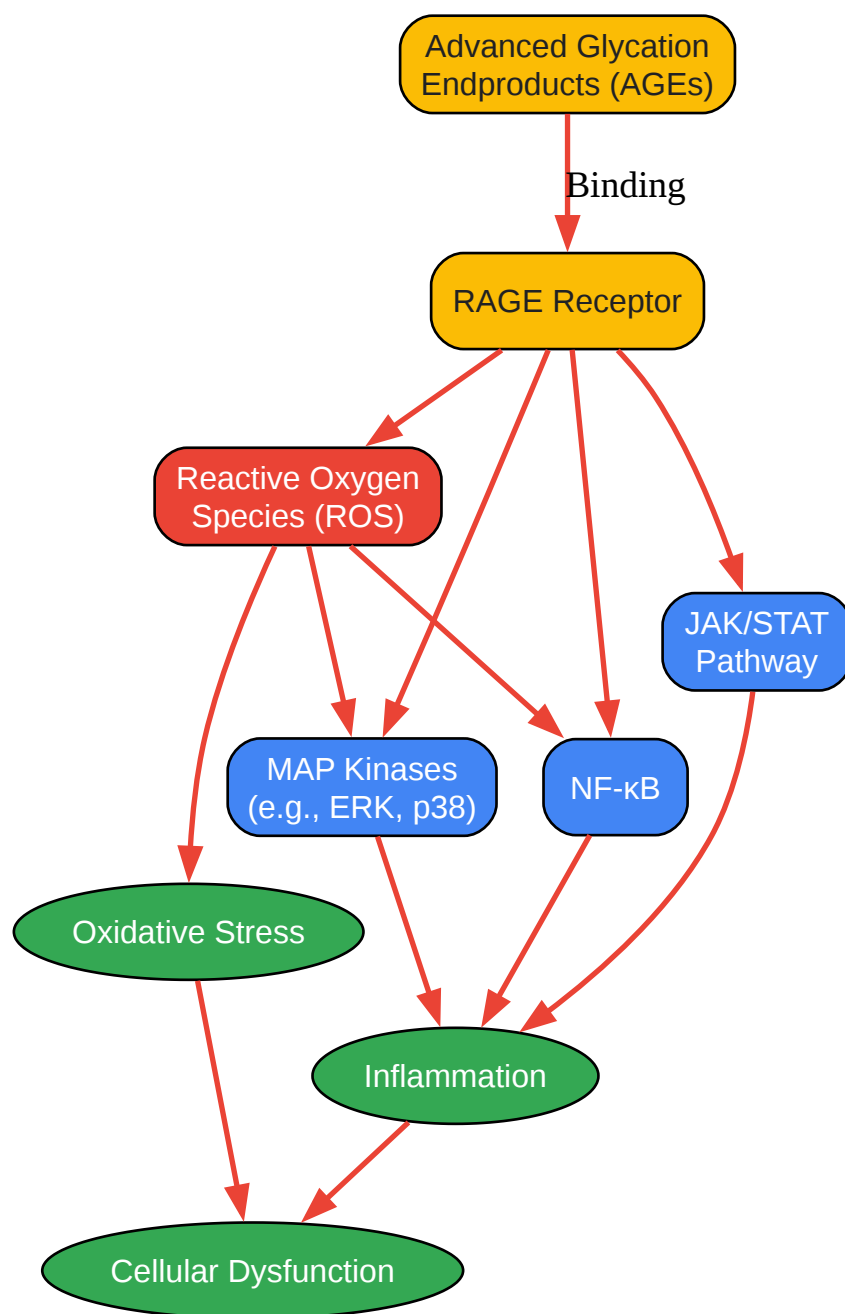 Advanced Glycation
Endproducts (AGEs)
Binding
RAGE Receptor
Reactive Oxygen
Species (ROS)
JAK/STAT
Pathway
MAP Kinases
(e.g., ERK, p38)
NF-κB
Oxidative Stress
Inflammation
Cellular Dysfunction